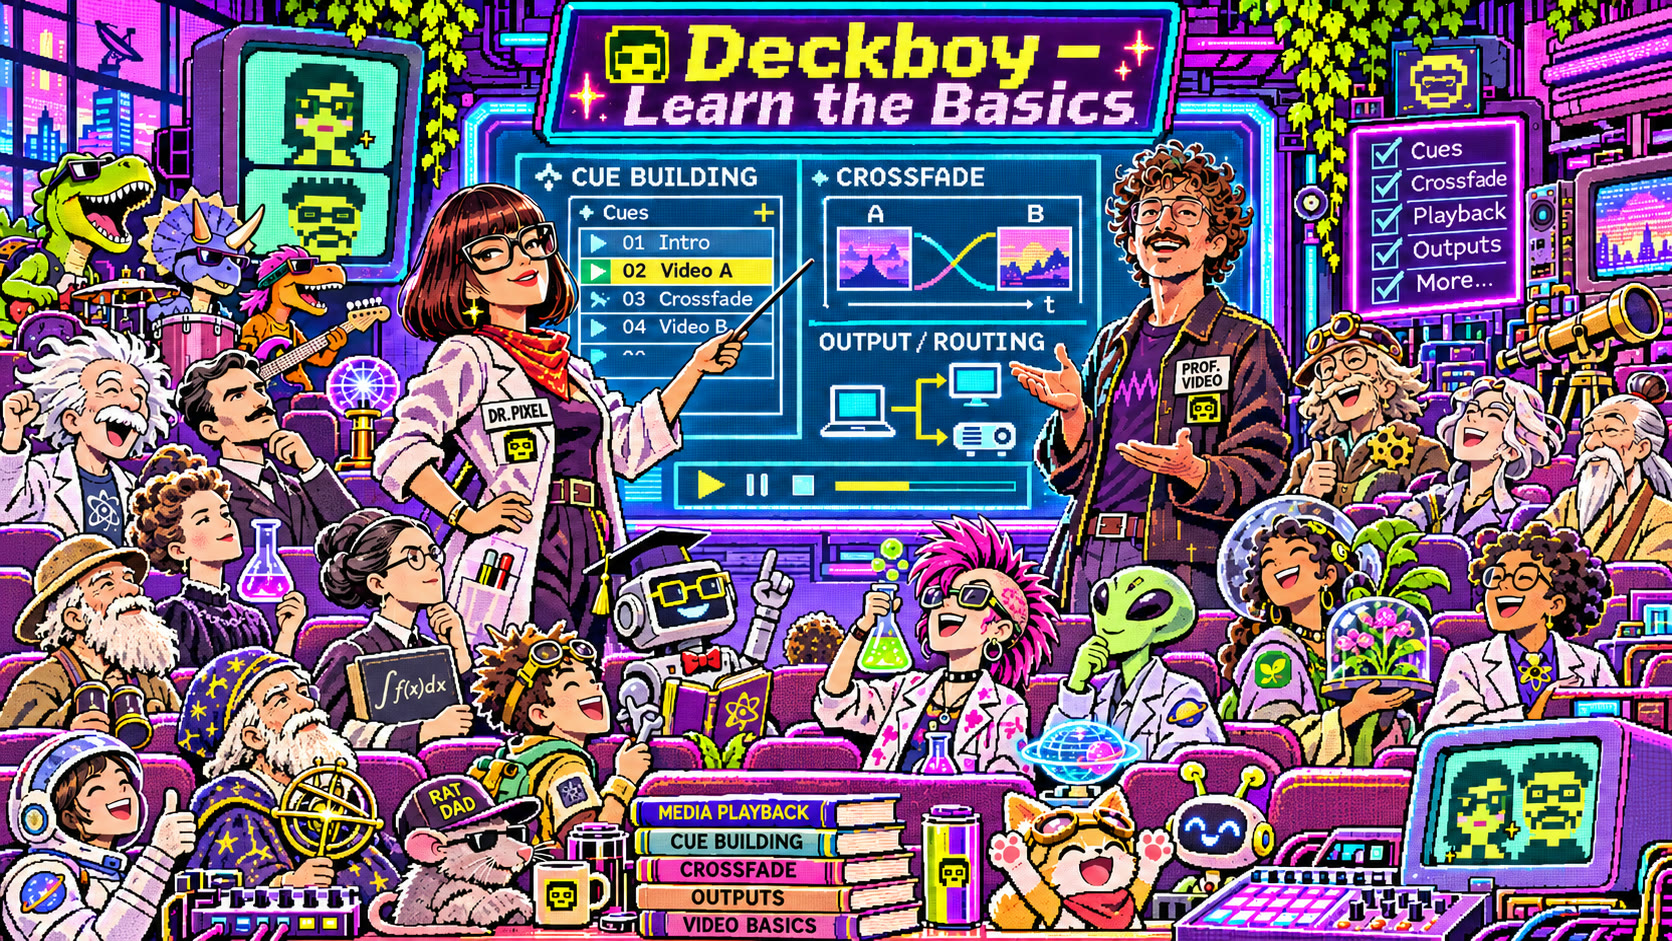 Deckboy –
Learn the Basics
CUE BUILDING
Cues
01 Intro
02 Video A
03 Crossfade
04 Video B
CROSSFADE
A B
t
OUTPUT / ROUTING
Cues
Crossfade
Playback
Outputs
More...
DR. PIXEL
PROF.
VIDEO
∫f(x)dx
RAT
DAD
MEDIA PLAYBACK
CUE BUILDING
CROSSFADE
OUTPUTS
VIDEO BASICS